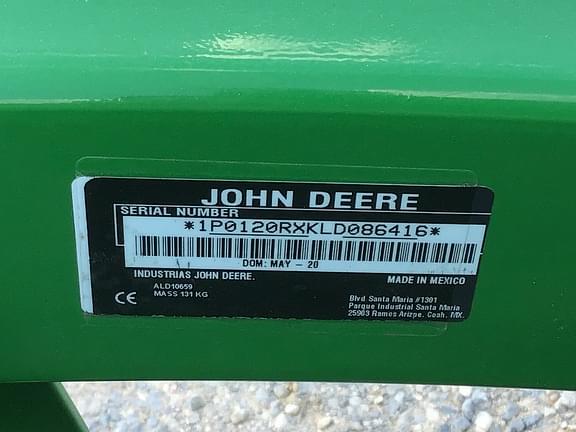 JOHN DEERE
SERIAL NUMBER
*1P0120RXKLD086416*
DOM: MAY - 20
INDUSTRIAS JOHN DEERE.
MADE IN MEXICO
ALD10659
MASS 131 KG
CE
Blvd Santa Maria #1301
Parque Industrial Santa Maria
25903 Ramos Arizpe. Coah. MX.